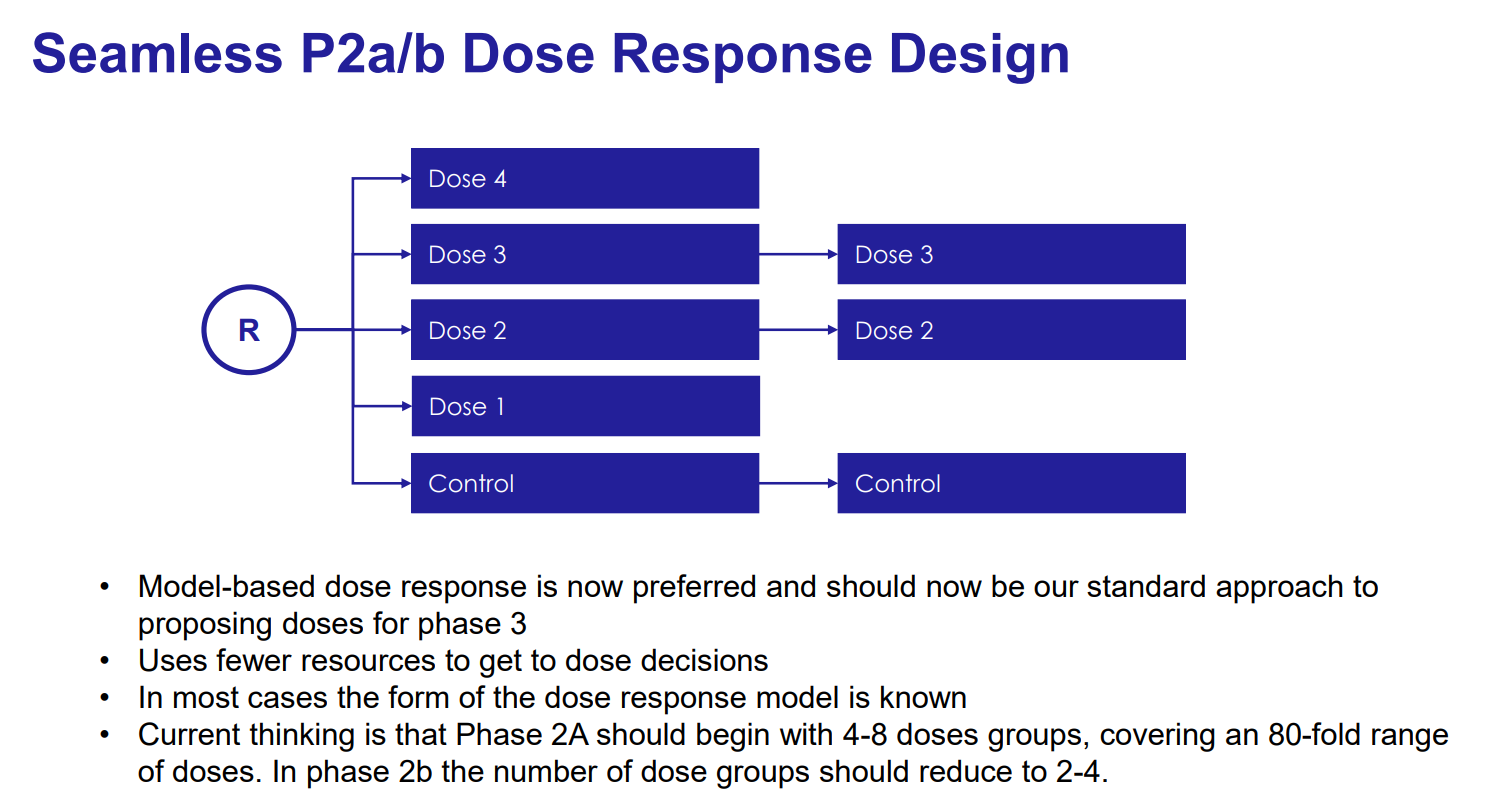 Seamless P2a/b Dose Response Design
Dose 4
Dose 3
Dose 3
R
Dose 2
Dose 2
Dose 1
Control
Control
• Model-based dose response is now preferred and should now be our standard approach to
proposing doses for phase 3
• Uses fewer resources to get to dose decisions
• In most cases the form of the dose response model is known
• Current thinking is that Phase 2A should begin with 4-8 doses groups, covering an 80-fold range
of doses. In phase 2b the number of dose groups should reduce to 2-4.